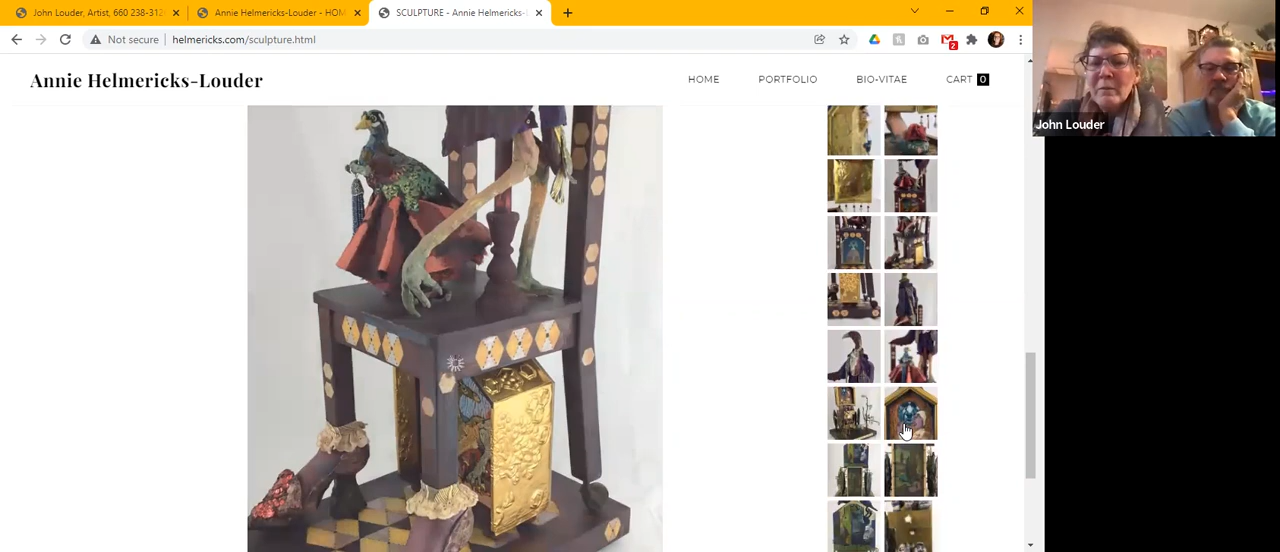 John Louder, Artist, 660 238-312
Annie Helmericks-Louder - HOM
SCULPTURE - Annie Helmericks-
Not secure
helmericks.com/sculpture.html
2
Annie Helmericks-Louder
HOME
PORTFOLIO
BIO-VITAE
CART 0
John Louder